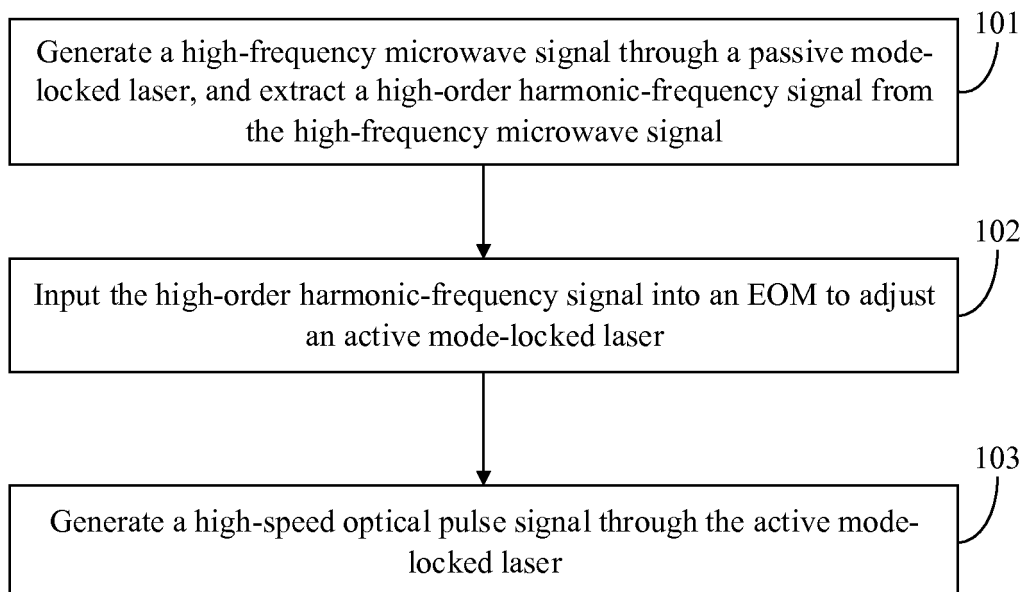 101
Generate a high-frequency microwave signal through a passive mode-
locked laser, and extract a high-order harmonic-frequency signal from
the high-frequency microwave signal
102
Input the high-order harmonic-frequency signal into an EOM to adjust
an active mode-locked laser
103
Generate a high-speed optical pulse signal through the active mode-
locked laser